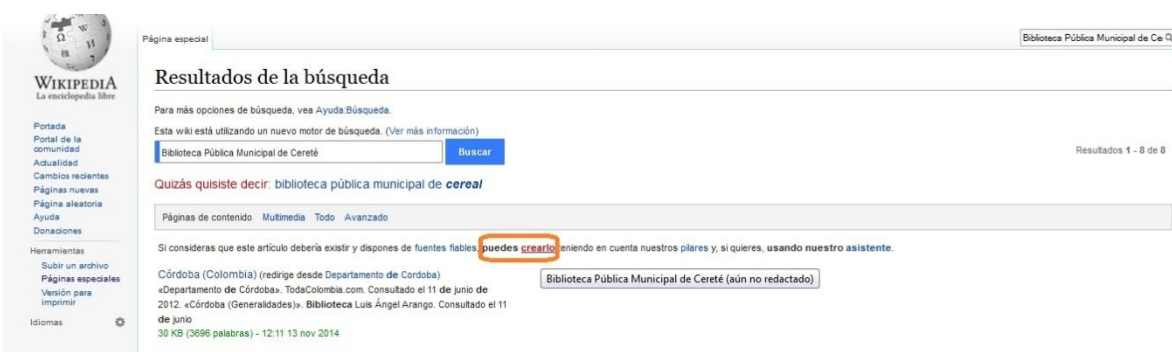 Ω W И
WIKIPEDIA
La enciclopedia libre
Portada
Portal de la
comunidad
Actualidad
Cambios recientes
Páginas nuevas
Página aleatoria
Ayuda
Donaciones
Herramientas
Subir un archivo
Páginas especiales
Versión para
imprimir
Idiomas
Página especial
Biblioteca Pública Municipal de Ce
Resultados de la búsqueda
Para más opciones de búsqueda, vea Ayuda:Búsqueda.
Esta wiki está utilizando un nuevo motor de búsqueda. (Ver más información)
Biblioteca Pública Municipal de Cereté
Buscar
Resultados 1 - 8 de 8
Quizás quisiste decir: biblioteca pública municipal de cereal
Páginas de contenido Multimedia Todo Avanzado
Si consideras que este artículo debería existir y dispones de fuentes fiables, puedes crearlo teniendo en cuenta nuestros pilares y, si quieres, usando nuestro asistente.
Biblioteca Pública Municipal de Cereté (aún no redactado)
Córdoba (Colombia) (redirige desde Departamento de Cordoba)
«Departamento de Córdoba». TodaColombia.com. Consultado el 11 de junio de
2012. «Córdoba (Generalidades)». Biblioteca Luis Ángel Arango. Consultado el 11
de junio
30 KB (3696 palabras) - 12:11 13 nov 2014